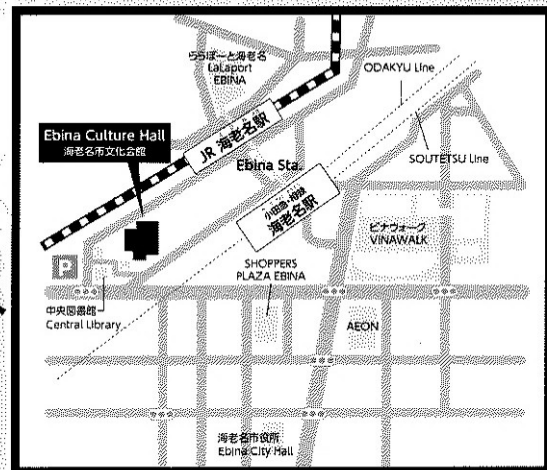 ららぽーと海老名
LaLaport
EBINA
ODAKYU Line
Ebina Culture Hall
海老名市文化会館
JR 海老名駅
Ebina Sta.
SOUTETSU Line
小田急・相鉄
海老名駅
ビナウォーク
VINAWALK
P
SHOPPERS
PLAZA EBINA
中央図書館
Central Library
AEON
海老名市役所
Ebina City Hall